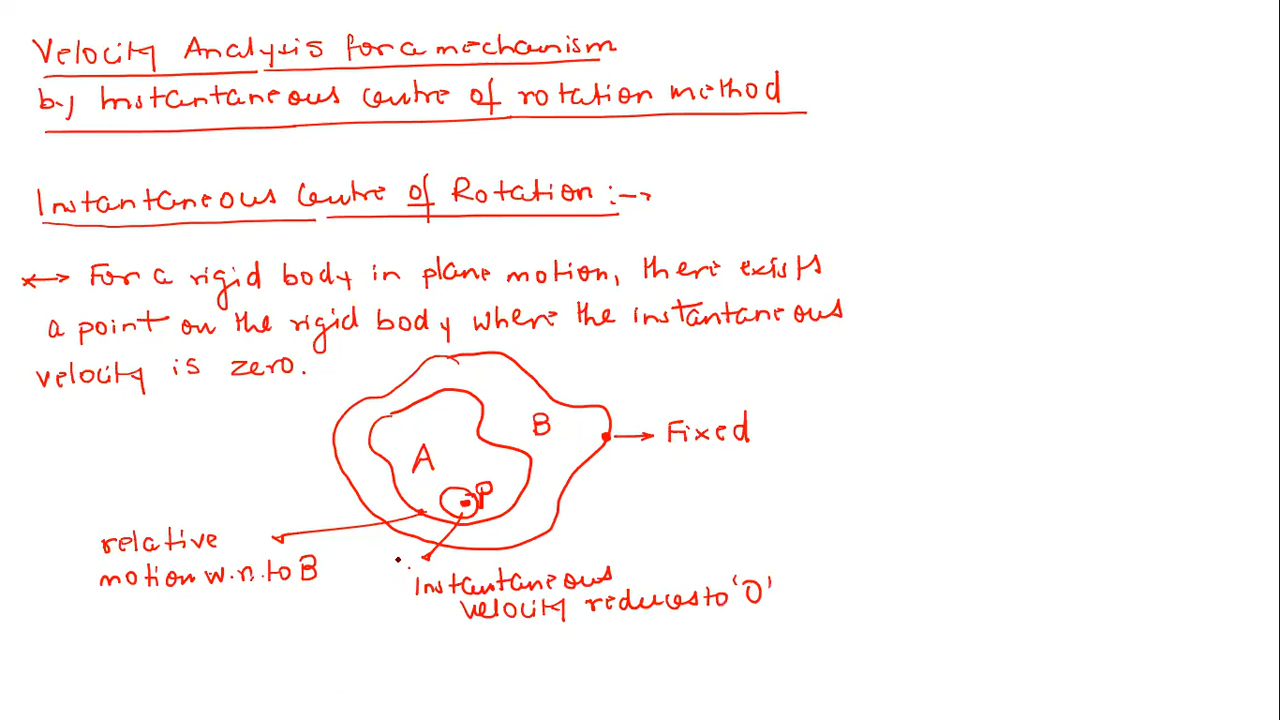 Velocity Analysis for a mechanism
by Instantaneous centre of rotation method
Instantaneous Centre of Rotation :→
*→ For a rigid body in plane motion, there exists
a point on the rigid body where the instantaneous
velocity is zero.
B
Fixed
A
P
relative
motion w.r.to B
Instantaneous
velocity reduces to '0'